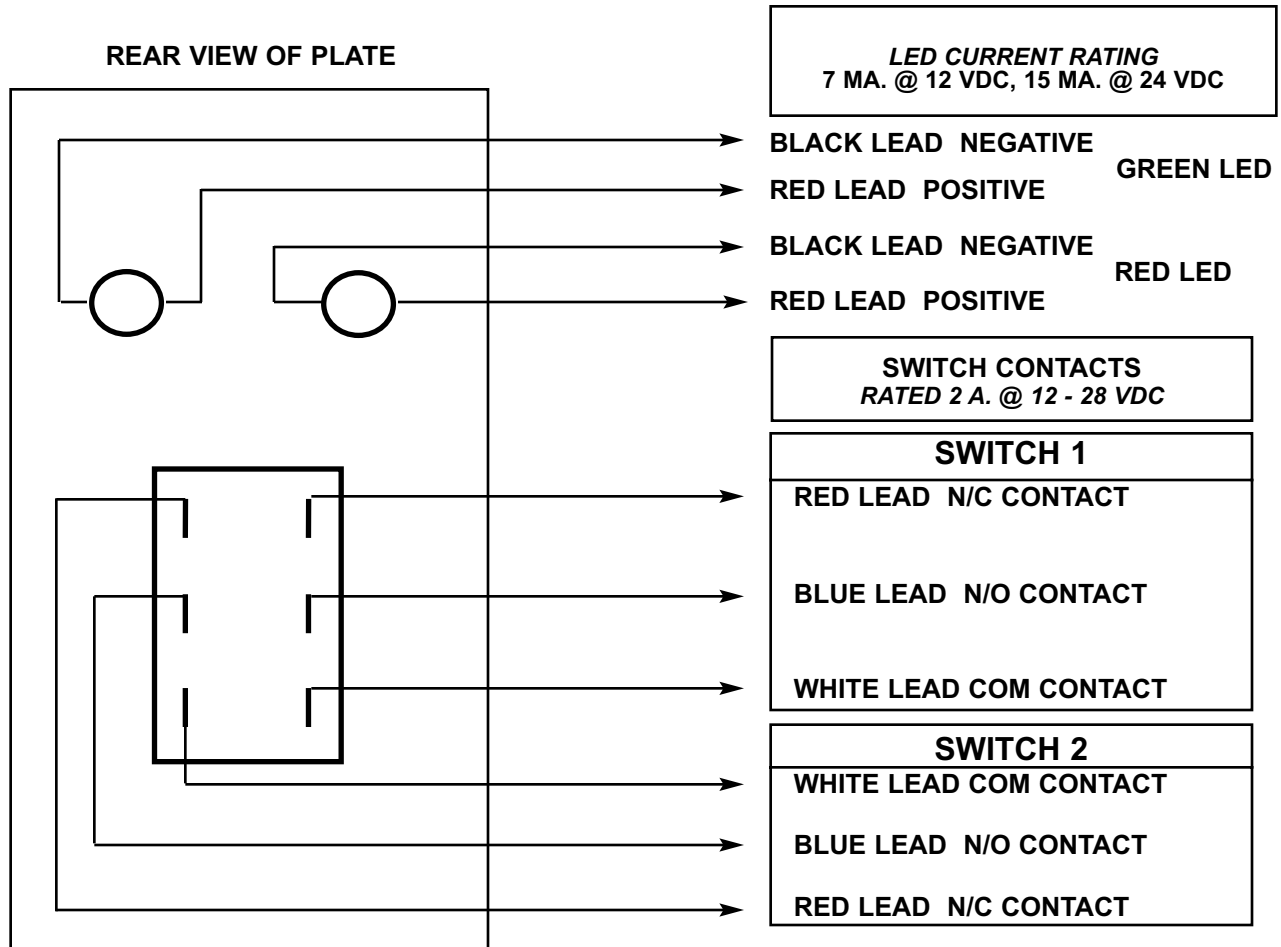 REAR VIEW OF PLATE
LED CURRENT RATING
7 MA. @ 12 VDC, 15 MA. @ 24 VDC
BLACK LEAD NEGATIVE
GREEN LED
RED LEAD POSITIVE
BLACK LEAD NEGATIVE
RED LED
RED LEAD POSITIVE
SWITCH CONTACTS
RATED 2 A. @ 12 - 28 VDC
SWITCH 1
RED LEAD N/C CONTACT
BLUE LEAD N/O CONTACT
WHITE LEAD COM CONTACT
SWITCH 2
WHITE LEAD COM CONTACT
BLUE LEAD N/O CONTACT
RED LEAD N/C CONTACT